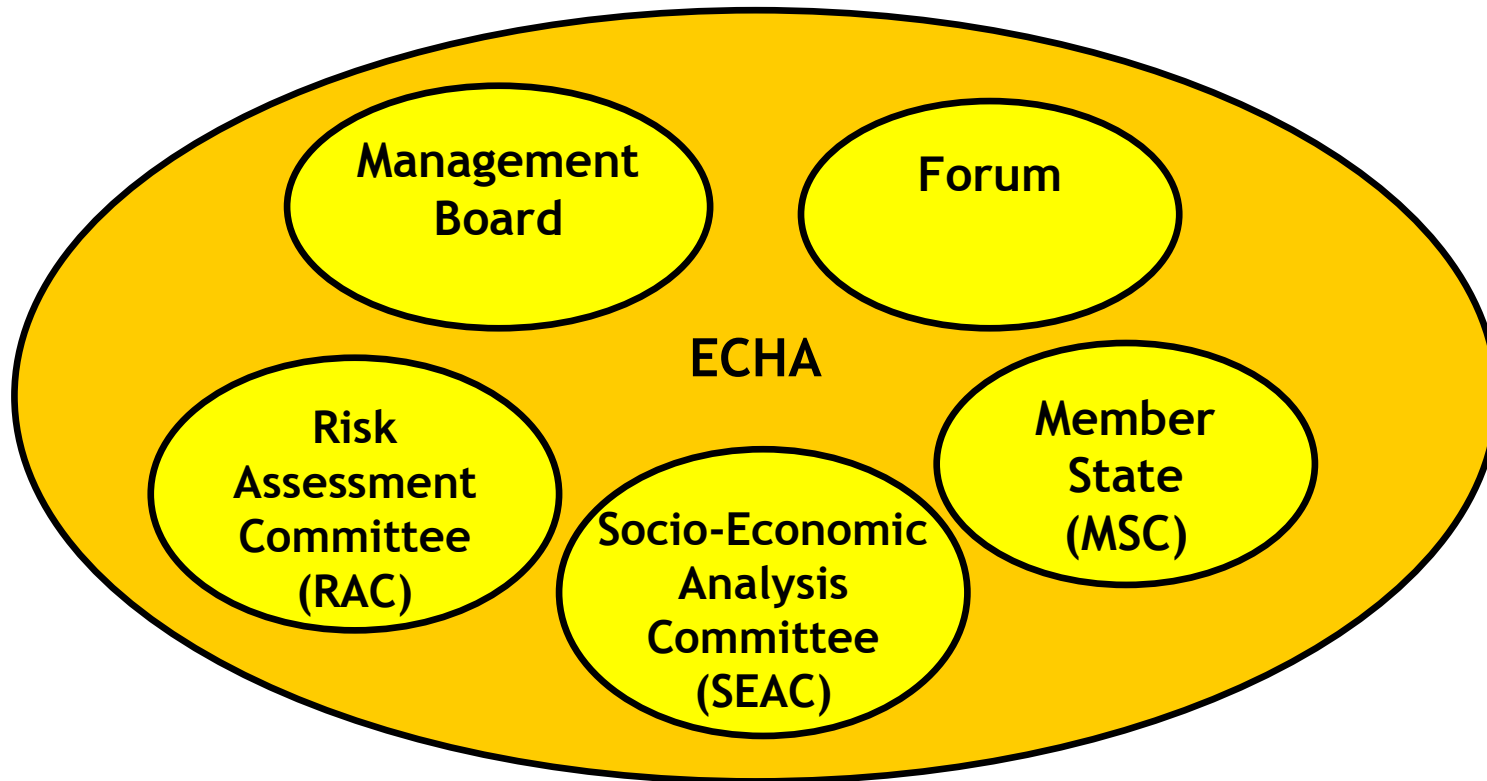 Management
Board
Forum
ECHA
Risk
Assessment
Committee
(RAC)
Socio-Economic
Analysis
Committee
(SEAC)
Member
State
(MSC)